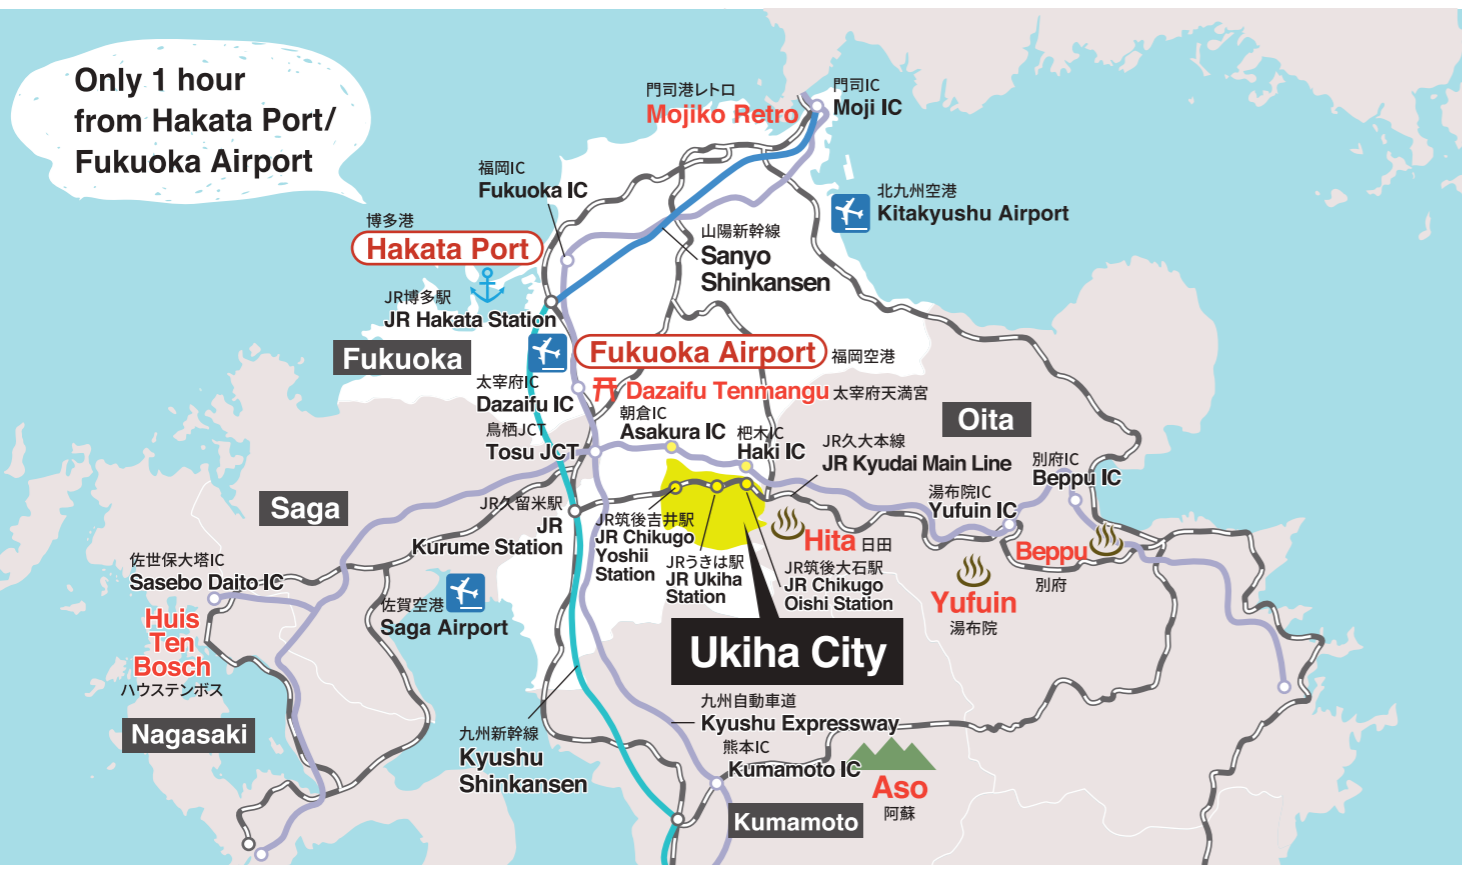 Only 1 hour
from Hakata Port/
Fukuoka Airport
門司港レトロ
Mojiko Retro
門司IC
Moji IC
福岡IC
Fukuoka IC
北九州空港
Kitakyushu Airport
博多港
Hakata Port
山陽新幹線
Sanyo
Shinkansen
JR博多駅
JR Hakata Station
Fukuoka
Fukuoka Airport
福岡空港
太宰府IC
Dazaifu IC
Dazaifu Tenmangu
太宰府天満宮
朝倉IC
Asakura IC
鳥栖JCT
Tosu JCT
杷木IC
Haki IC
Oita
JR久大本線
JR Kyudai Main Line
別府IC
Beppu IC
湯布院IC
Yufuin IC
Saga
JR久留米駅
JR
Kurume Station
JR筑後吉井駅
JR Chikugo
Yoshii
Station
JRうきは駅
JR Ukiha
Station
JR筑後大石駅
JR Chikugo
Oishi Station
Hita
日田
Beppu
別府
Yufuin
湯布院
佐世保大塔IC
Sasebo Daito IC
Huis
Ten
Bosch
ハウステンボス
佐賀空港
Saga Airport
Ukiha City
Nagasaki
九州新幹線
Kyushu
Shinkansen
九州自動車道
Kyushu Expressway
熊本IC
Kumamoto IC
Aso
阿蘇
Kumamoto